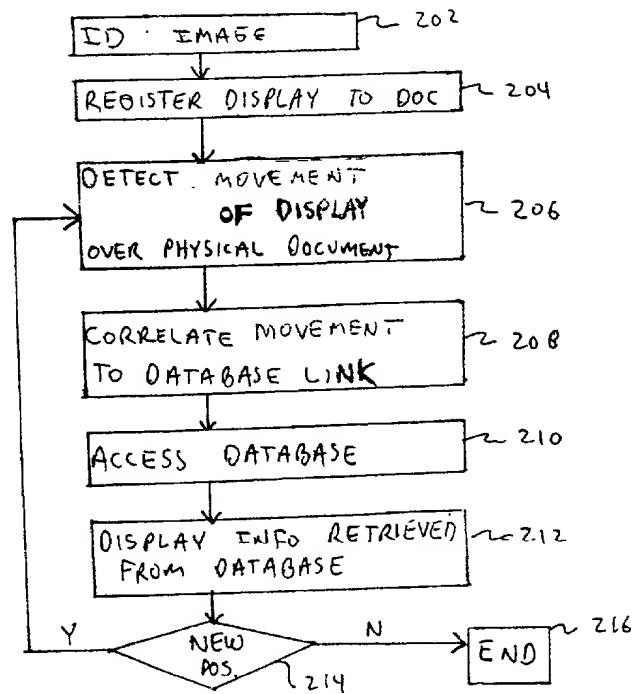 ID IMAGE
202
REGISTER DISPLAY TO DOC
204
DETECT MOVEMENT
OF DISPLAY
OVER PHYSICAL DOCUMENT
206
CORRELATE MOVEMENT
TO DATABASE LINK
208
ACCESS DATABASE
210
DISPLAY INFO RETRIEVED
FROM DATABASE
212
Y
NEW
POS.
N
214
END
216